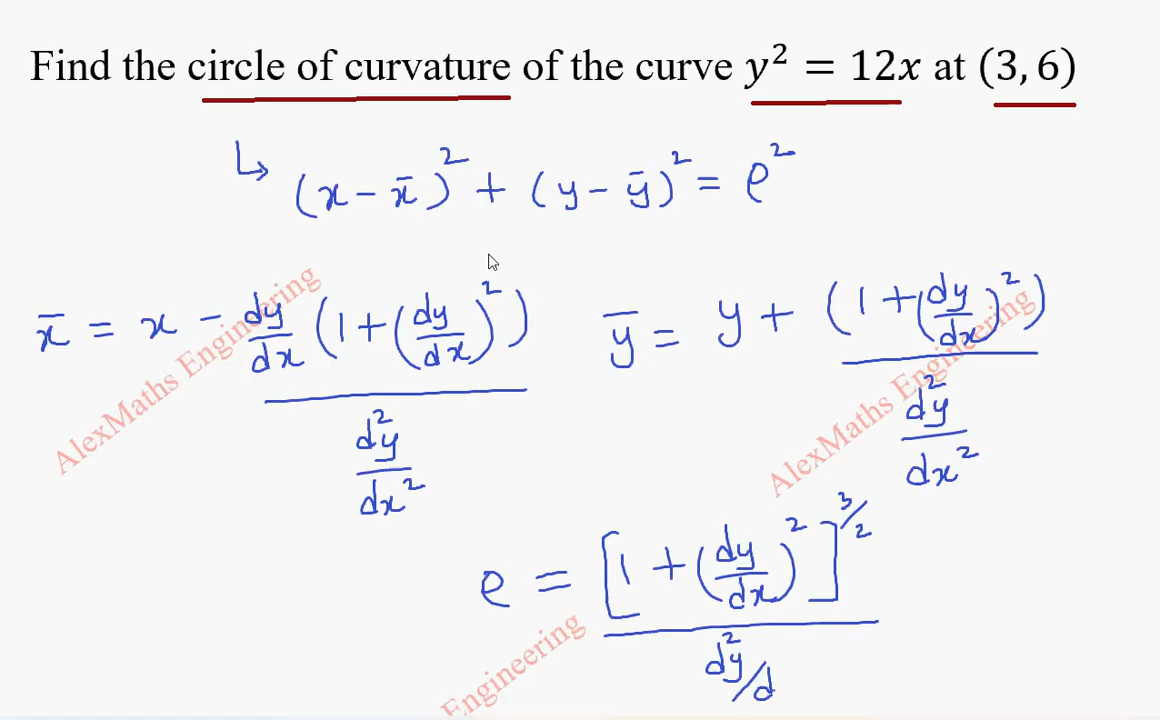 Find the circle of curvature of the curve y² = 12x at (3, 6)
↳ (x - x̄)² + (y - ȳ)² = ρ²
x̄ = x - dy/dx (1 + (dy/dx)²) / d²y/dx²
ȳ = y + (1 + (dy/dx)²) / d²y/dx²
ρ = [1 + (dy/dx)²]^3/2 / d²y/d
AlexMaths Engineering
AlexMaths Engineering
Engineering